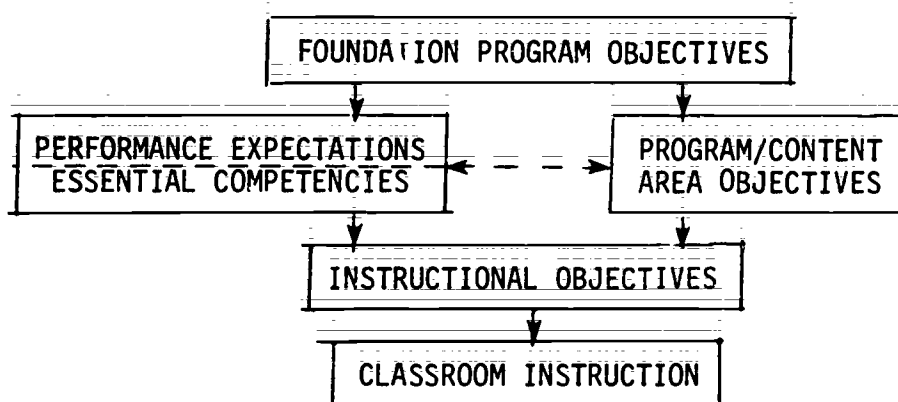 FOUNDATION PROGRAM OBJECTIVES
PERFORMANCE EXPECTATIONS
ESSENTIAL COMPETENCIES
PROGRAM/CONTENT
AREA OBJECTIVES
INSTRUCTIONAL OBJECTIVES
CLASSROOM INSTRUCTION